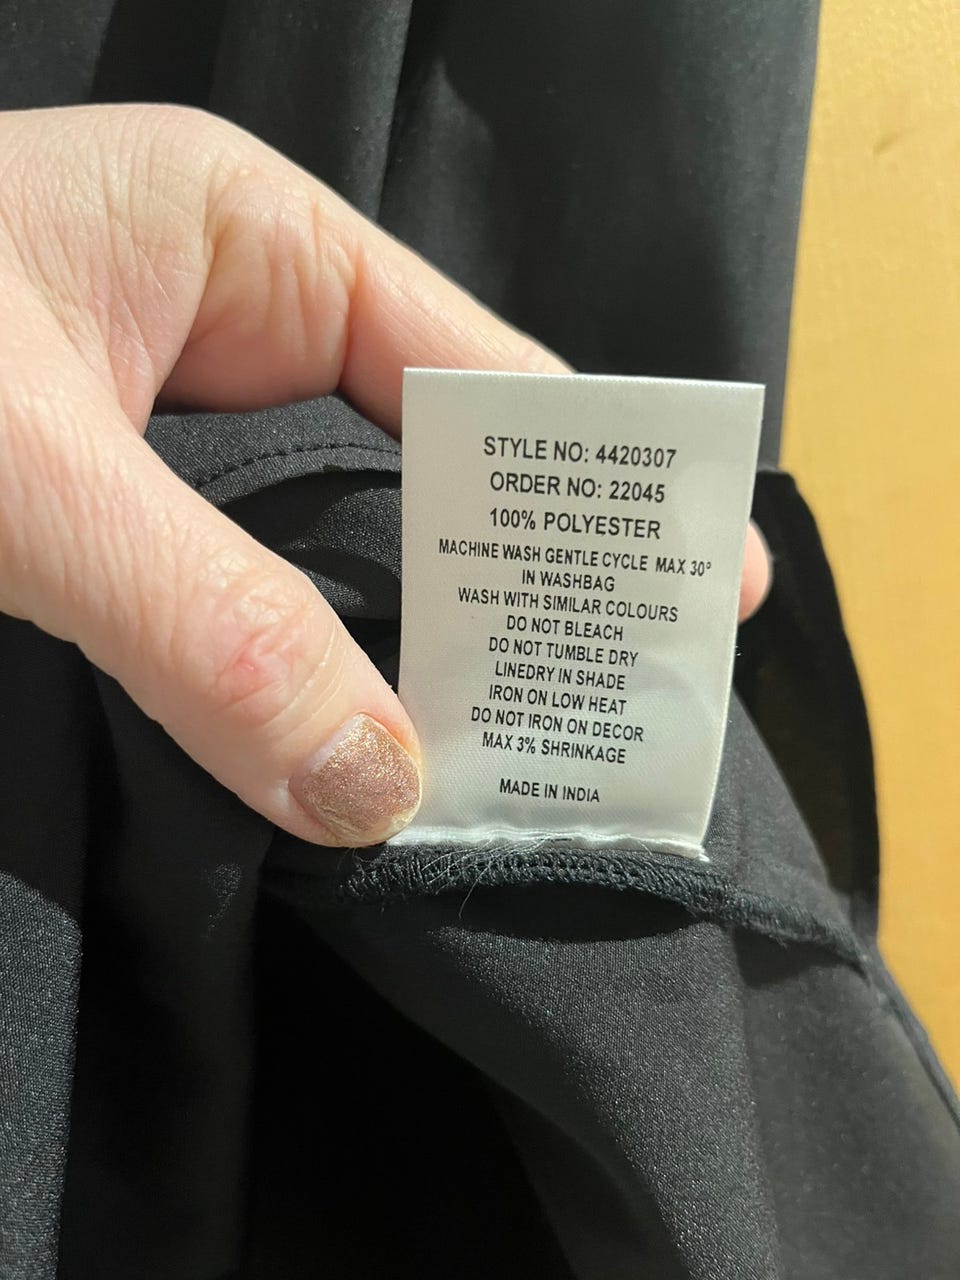 STYLE NO: 4420307
ORDER NO: 22045
100% POLYESTER
MACHINE WASH GENTLE CYCLE MAX 30°
IN WASHBAG
WASH WITH SIMILAR COLOURS
DO NOT BLEACH
DO NOT TUMBLE DRY
LINEDRY IN SHADE
IRON ON LOW HEAT
DO NOT IRON ON DECOR
MAX 3% SHRINKAGE
MADE IN INDIA